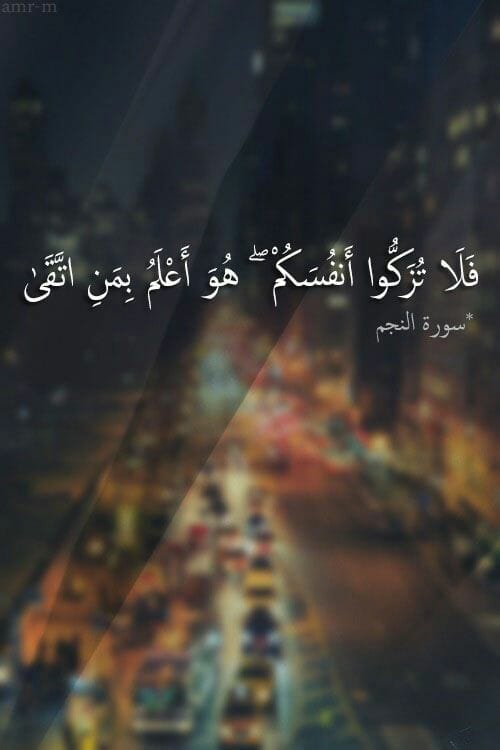 amr-m
فَلَا تُزَكُّوا أَنفُسَكُمْ ۖ هُوَ أَعْلَمُ بِمَنِ اتَّقَىٰ
*سورة النجم